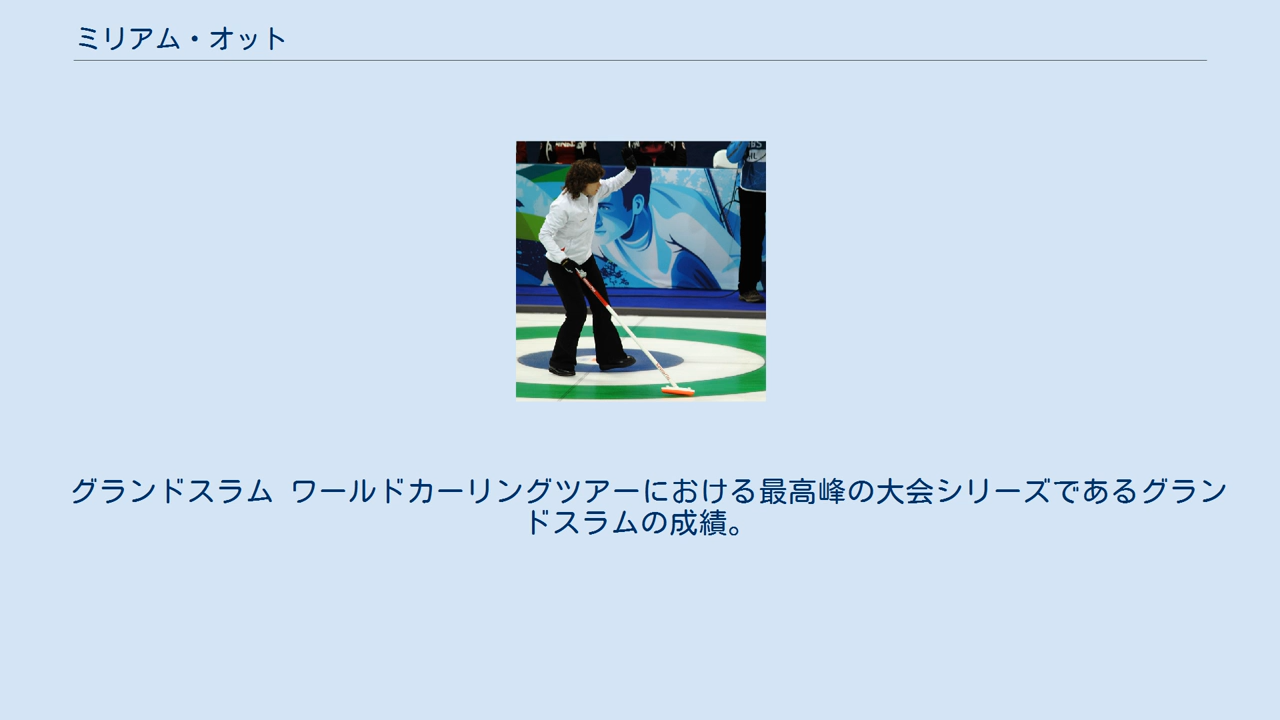 ミリアム・オット
グランドスラム ワールドカーリングツアーにおける最高峰の大会シリーズであるグラン
ドスラムの成績。